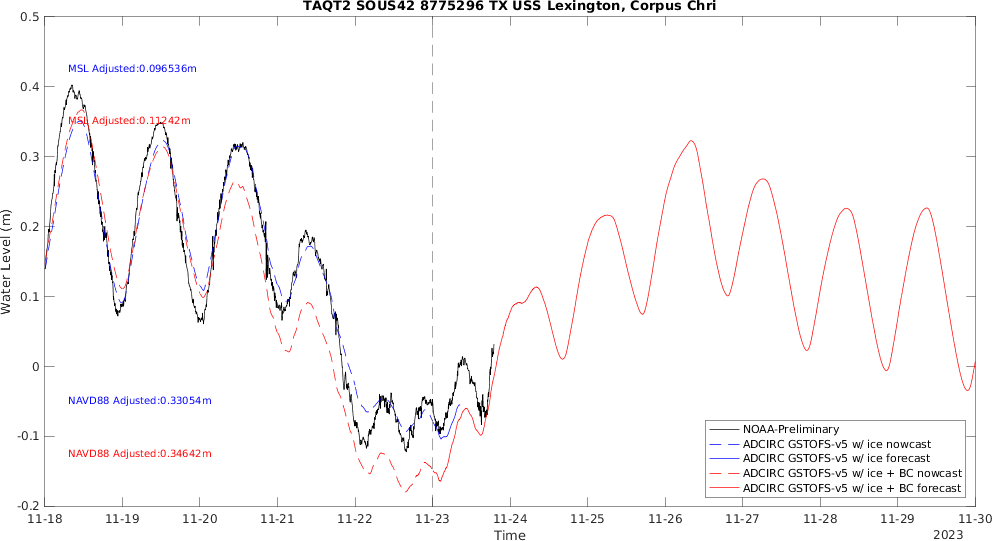 TAQT2 SOUS42 8775296 TX USS Lexington, Corpus Chri
0.5
0.4
0.3
0.2
0.1
0
-0.1
-0.2
Water Level (m)
MSL Adjusted:0.096536m
MSL Adjusted:0.11242m
NAVD88 Adjusted:0.33054m
NAVD88 Adjusted:0.34642m
NOAA-Preliminary
ADCIRC GSTOFS-v5 w/ ice nowcast
ADCIRC GSTOFS-v5 w/ ice forecast
ADCIRC GSTOFS-v5 w/ ice + BC nowcast
ADCIRC GSTOFS-v5 w/ ice + BC forecast
11-18 11-19 11-20 11-21 11-22 11-23 11-24 11-25 11-26 11-27 11-28 11-29 11-30
Time
2023